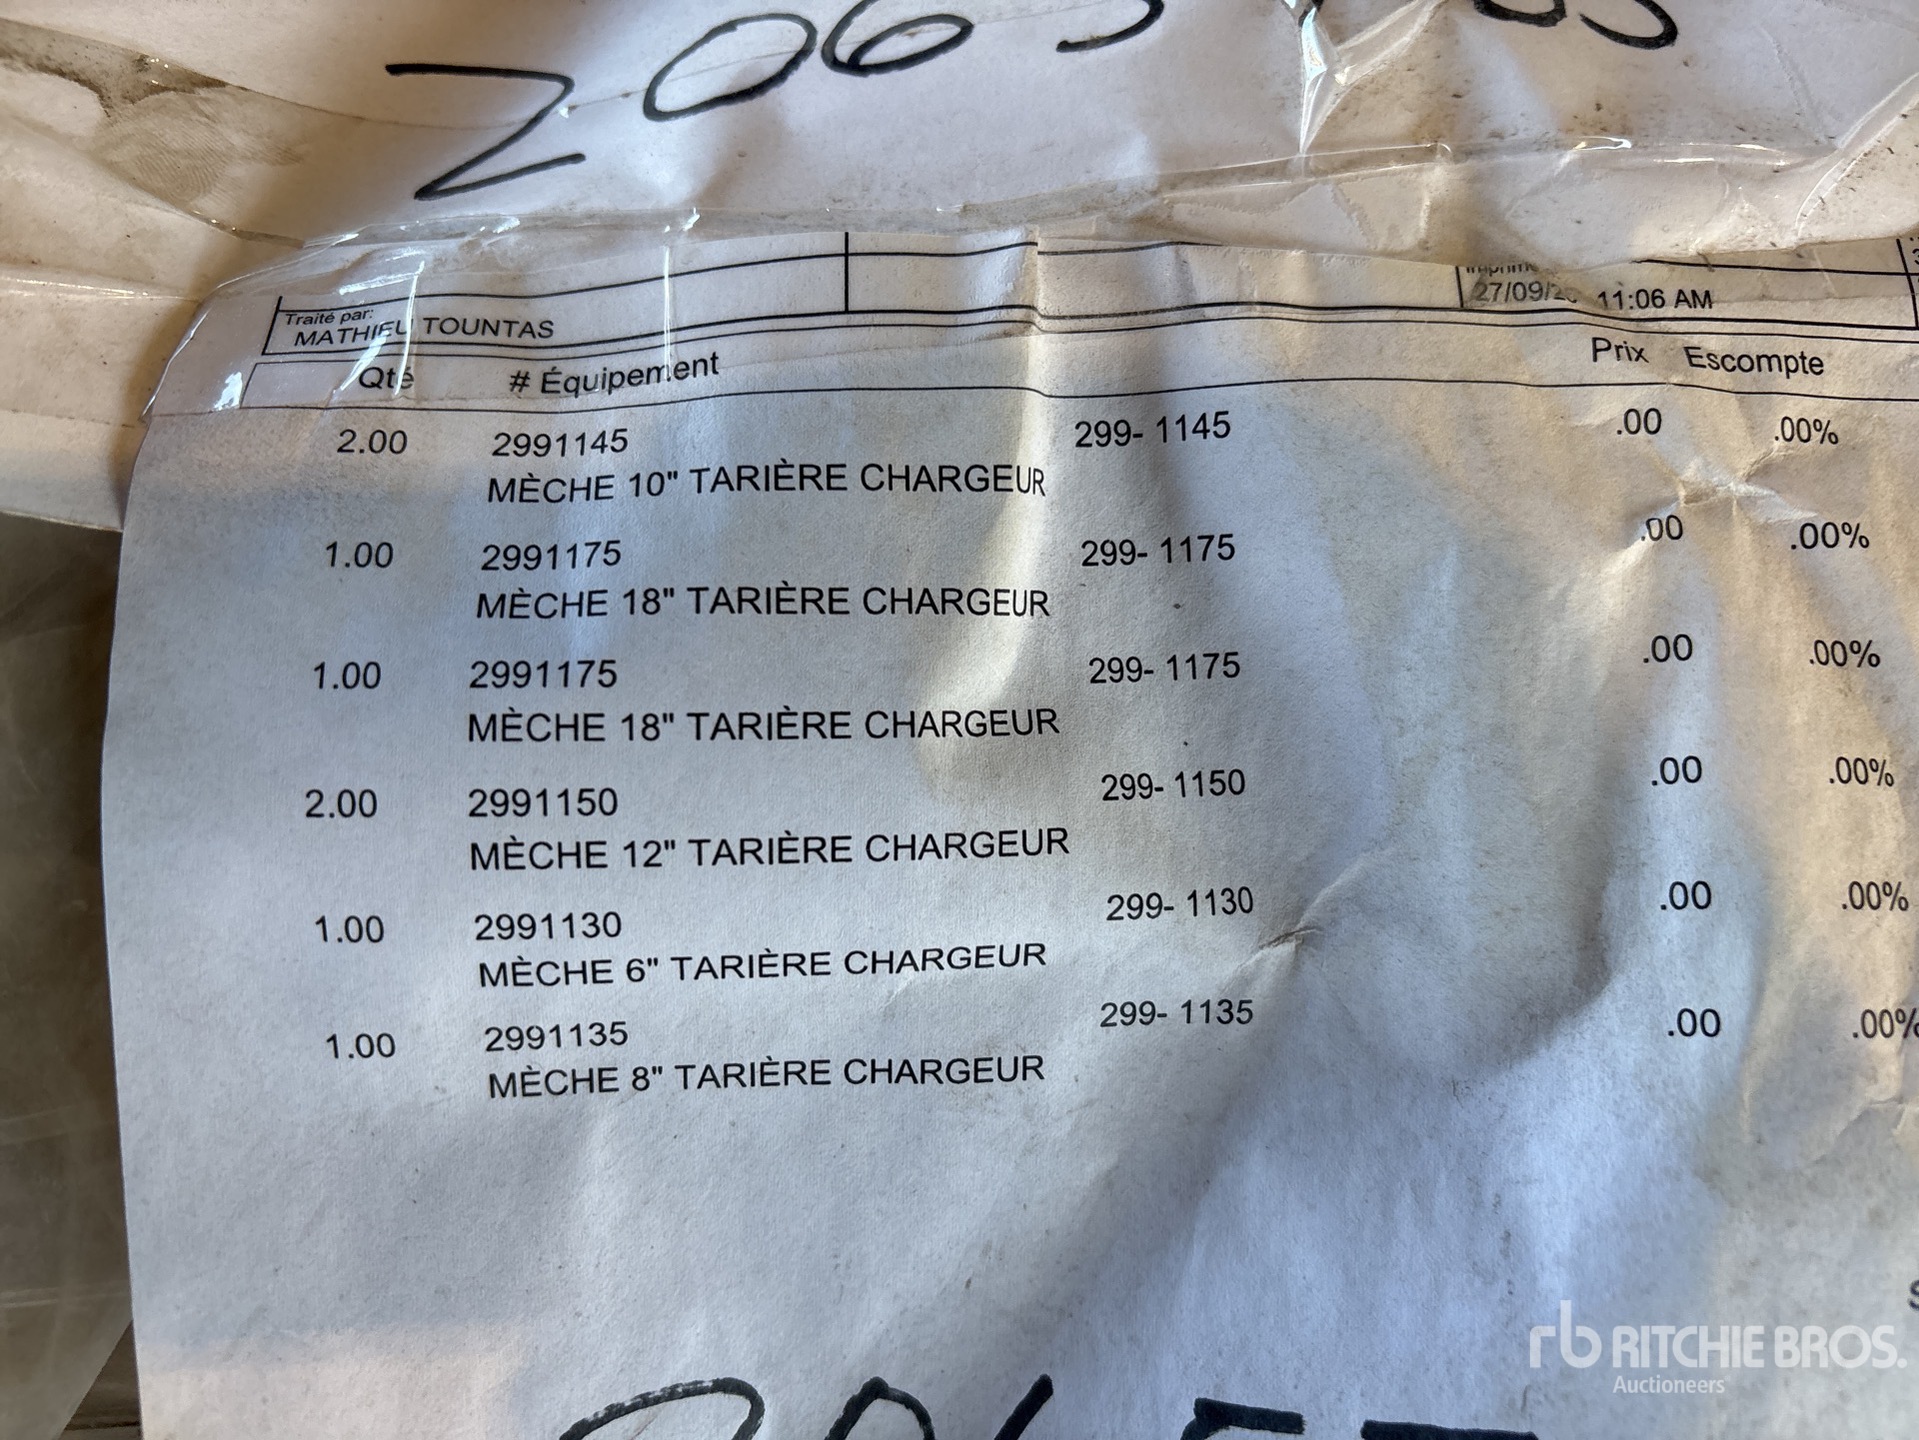 Traité par:
MATHIEU TOUNTAS
27/09/ 11:06 AM
Qté # Équipement Prix Escompte
2.00 2991145 299- 1145 .00 .00%
MÈCHE 10" TARIÈRE CHARGEUR
1.00 2991175 299- 1175 .00 .00%
MÈCHE 18" TARIÈRE CHARGEUR
1.00 2991175 299- 1175 .00 .00%
MÈCHE 18" TARIÈRE CHARGEUR
2.00 2991150 299- 1150 .00 .00%
MÈCHE 12" TARIÈRE CHARGEUR
1.00 2991130 299- 1130 .00 .00%
MÈCHE 6" TARIÈRE CHARGEUR
1.00 2991135 299- 1135 .00 .00%
MÈCHE 8" TARIÈRE CHARGEUR
rb RITCHIE BROS.
Auctioneers